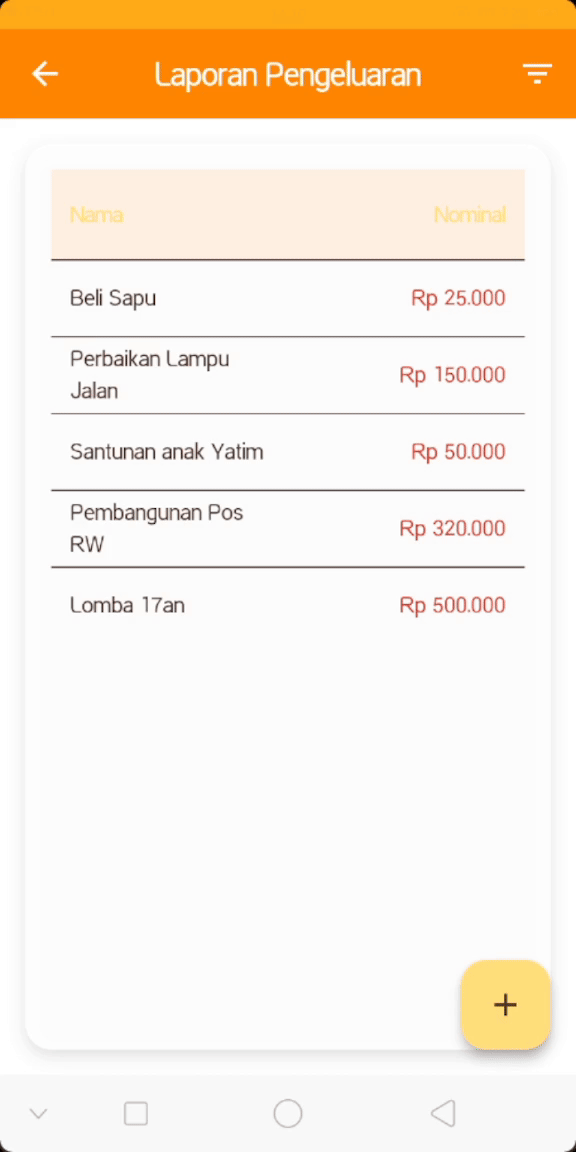 Laporan Pengeluaran
Nama Nominal
Beli Sapu Rp 25.000
Perbaikan Lampu
Jalan Rp 150.000
Santunan anak Yatim Rp 50.000
Pembangunan Pos
RW Rp 320.000
Lomba 17an Rp 500.000
+